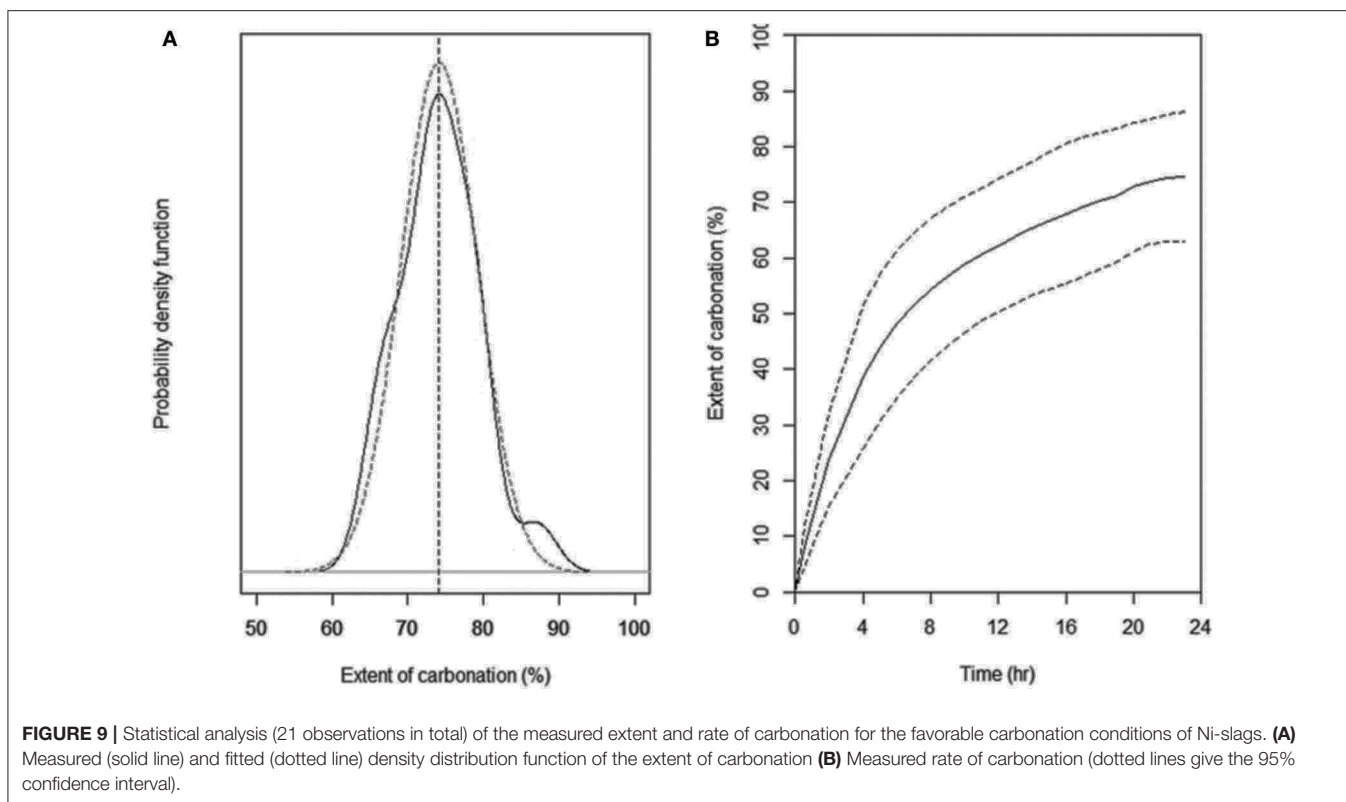 A
Probability density function
50 60 70 80 90 100
Extent of carbonation (%)
B
Extent of carbonation (%)
100
90
80
70
60
50
40
30
20
10
0
0 4 8 12 16 20 24
Time (hr)
FIGURE 9 | Statistical analysis (21 observations in total) of the measured extent and rate of carbonation for the favorable carbonation conditions of Ni-slags. (A)
Measured (solid line) and fitted (dotted line) density distribution function of the extent of carbonation (B) Measured rate of carbonation (dotted lines give the 95%
confidence interval).